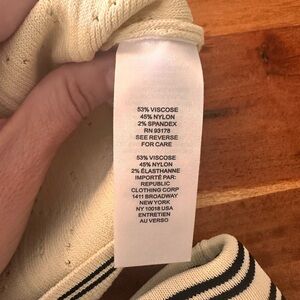 53% VISCOSE
45% NYLON
2% SPANDEX
RN 93178
SEE REVERSE
FOR CARE
53% VISCOSE
45% NYLON
2% ÉLASTHANNE
IMPORTÉ PAR:
REPUBLIC
CLOTHING CORP
1411 BROADWAY
NEW YORK
NY 10018 USA
ENTRETIEN
AU VERSO